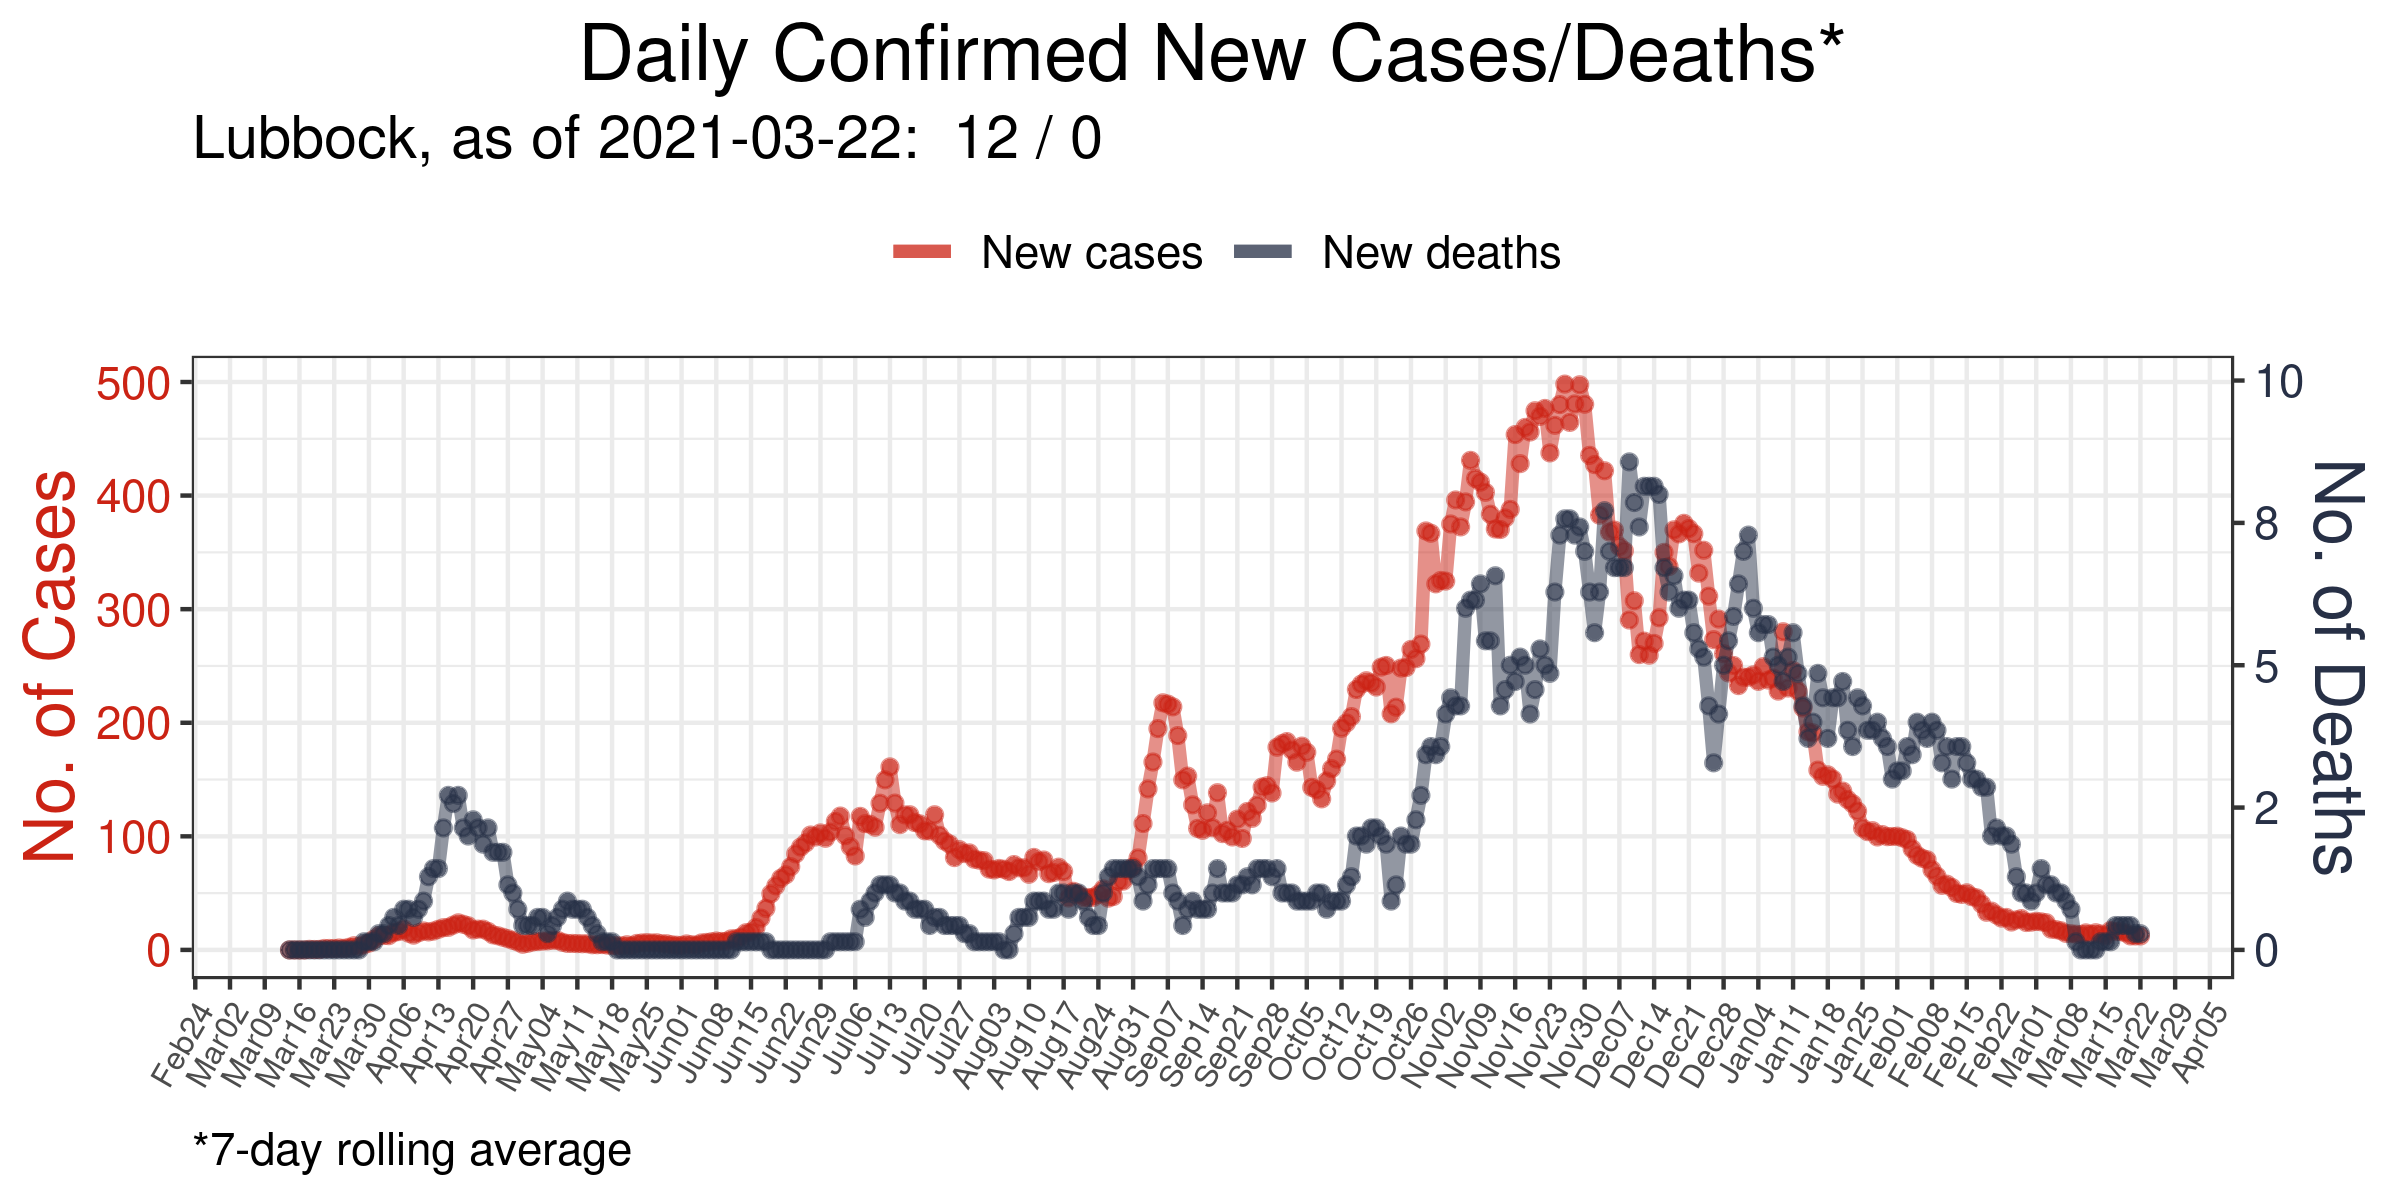 Daily Confirmed New Cases/Deaths*
Lubbock, as of 2021-03-22:  12 / 0
New cases New deaths
No. of Cases
500
400
300
200
100
0
10
8
5
2
0
No. of Deaths
Feb24 Mar02 Mar09 Mar16 Mar23 Mar30 Apr06 Apr13 Apr20 Apr27 May04 May11 May18 May25 Jun01 Jun08 Jun15 Jun22 Jun29 Jul06 Jul13 Jul20 Jul27 Aug03 Aug10 Aug17 Aug24 Aug31 Sep07 Sep14 Sep21 Sep28 Oct05 Oct12 Oct19 Oct26 Nov02 Nov09 Nov16 Nov23 Nov30 Dec07 Dec14 Dec21 Dec28 Jan04 Jan11 Jan18 Jan25 Feb01 Feb08 Feb15 Feb22 Mar01 Mar08 Mar15 Mar22 Mar29 Apr05
*7-day rolling average